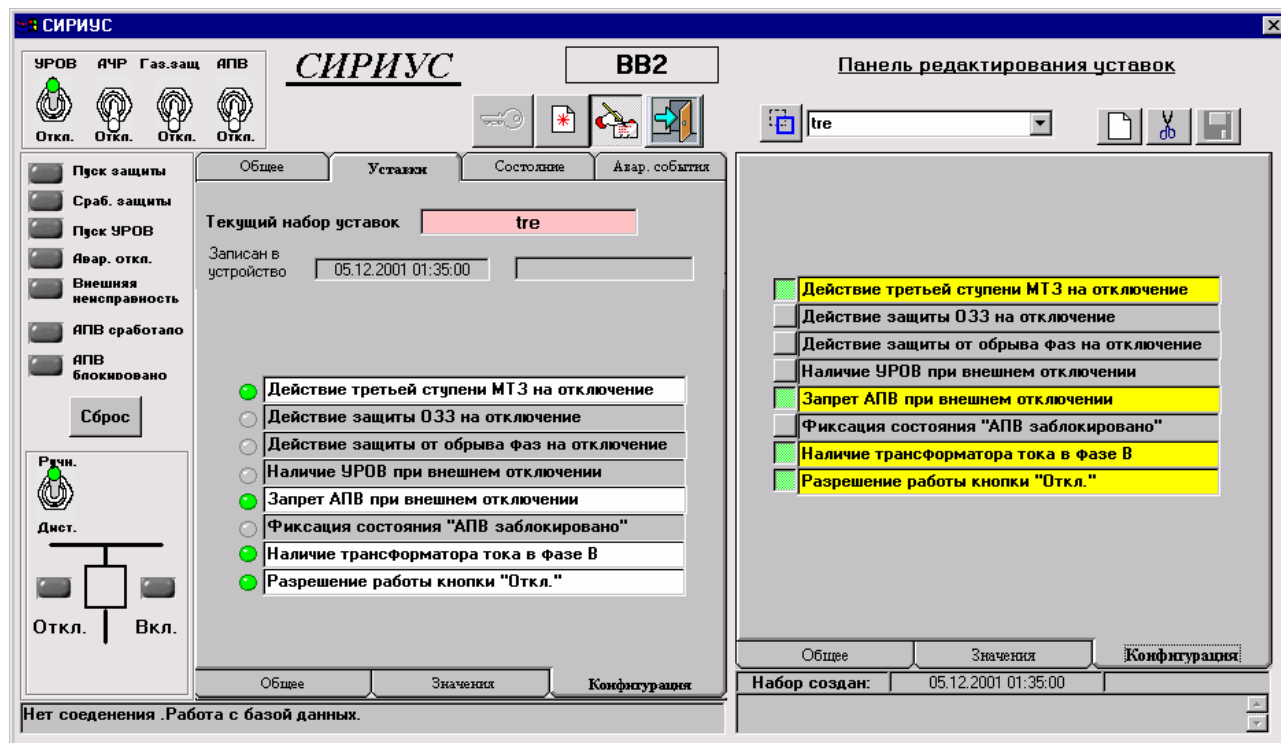 СИРИУС
УРОВ АЧР Газ.защ АПВ
Откл. Откл. Откл. Откл.
СИРИУС
ВВ2
Панель редактирования уставок
tre
Пуск защиты
Сраб. защиты
Пуск УРОВ
Авар. откл.
Внешняя
неисправность
АПВ сработало
АПВ
блокировано
Сброс
Ручн.
Дист.
Откл. Вкл.
Общее Уставки Состояние Авар. события
Текущий набор уставок tre
Записан в
устройство 05.12.2001 01:35:00
Действие третьей ступени МТЗ на отключение
Действие защиты ОЗЗ на отключение
Действие защиты от обрыва фаз на отключение
Наличие УРОВ при внешнем отключении
Запрет АПВ при внешнем отключении
Фиксация состояния "АПВ заблокировано"
Наличие трансформатора тока в фазе В
Разрешение работы кнопки "Откл."
Общее Значения Конфигурация
Действие третьей ступени МТЗ на отключение
Действие защиты ОЗЗ на отключение
Действие защиты от обрыва фаз на отключение
Наличие УРОВ при внешнем отключении
Запрет АПВ при внешнем отключении
Фиксация состояния "АПВ заблокировано"
Наличие трансформатора тока в фазе В
Разрешение работы кнопки "Откл."
Общее Значения Конфигурация
Набор создан: 05.12.2001 01:35:00
Нет соеденения .Работа с базой данных.